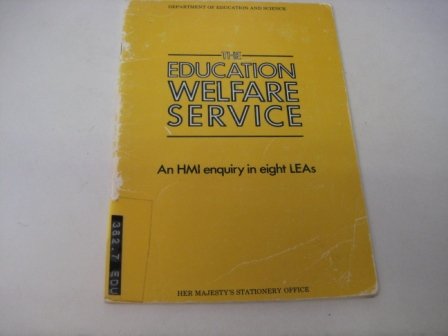 DEPARTMENT OF EDUCATION AND SCIENCE
THE
EDUCATION
WELFARE
SERVICE
An HMI enquiry in eight LEAs
362.7 EDU
HER MAJESTY'S STATIONERY OFFICE